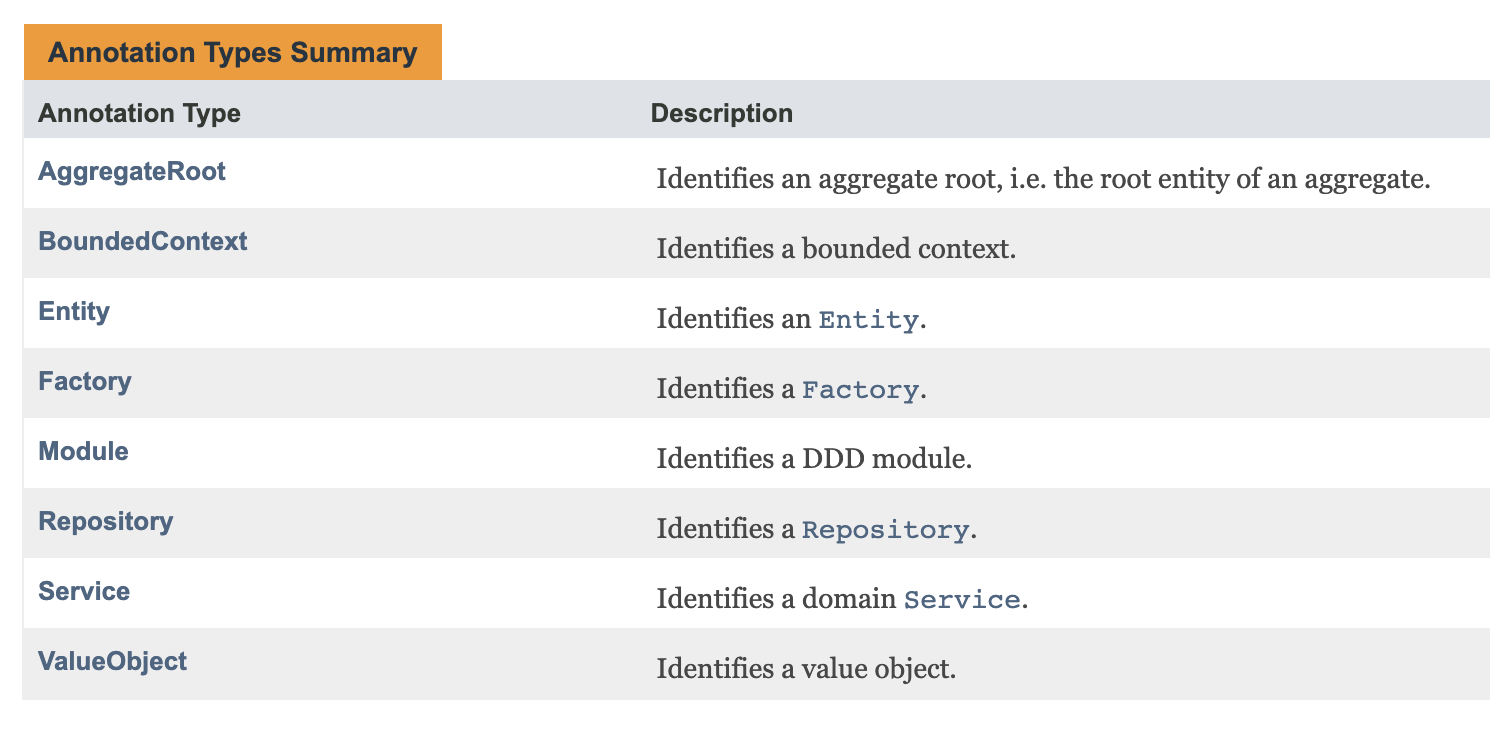 Annotation Types Summary
Annotation Type Description
AggregateRoot Identifies an aggregate root, i.e. the root entity of an aggregate.
BoundedContext Identifies a bounded context.
Entity Identifies an Entity.
Factory Identifies a Factory.
Module Identifies a DDD module.
Repository Identifies a Repository.
Service Identifies a domain Service.
ValueObject Identifies a value object.